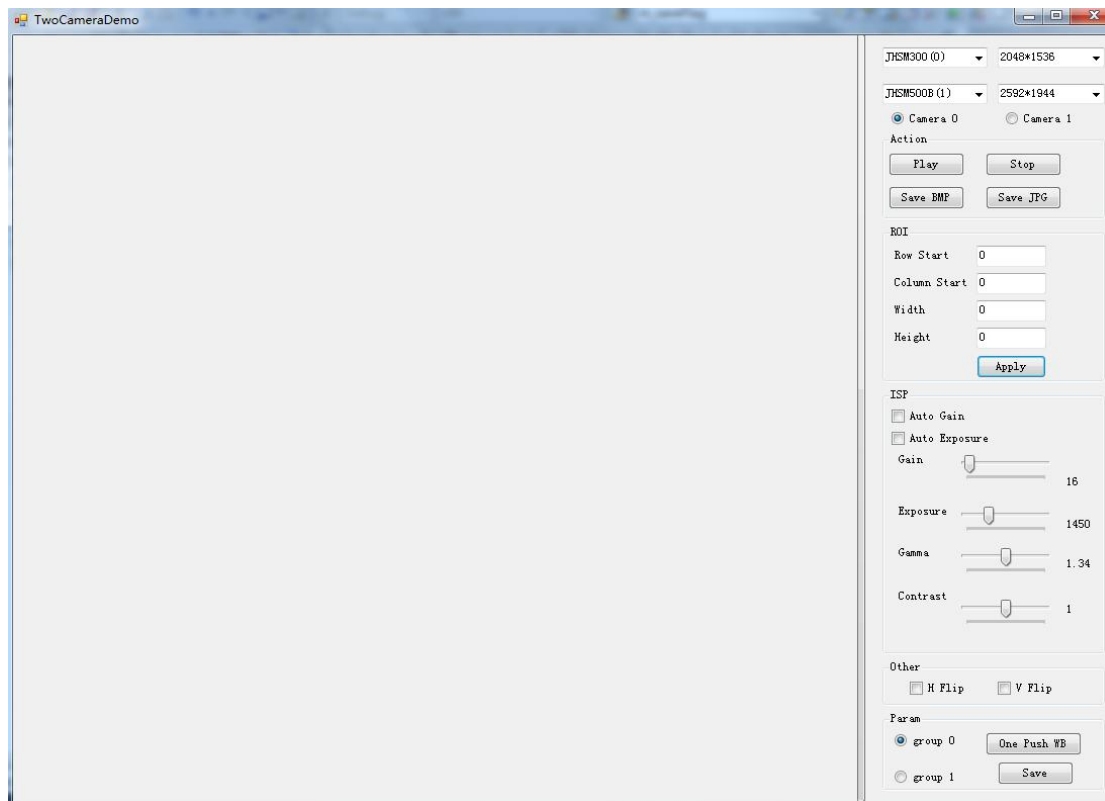 TwoCameraDemo
JHSM300(0) 2048*1536
JHSM500B(1) 2592*1944
Camera 0 Camera 1
Action
Play Stop
Save BMP Save JPG
ROI
Row Start 0
Column Start 0
Width 0
Height 0
Apply
ISP
Auto Gain
Auto Exposure
Gain 16
Exposure 1450
Gamma 1.34
Contrast 1
Other
H Flip V Flip
Param
group 0 One Push WB
group 1 Save